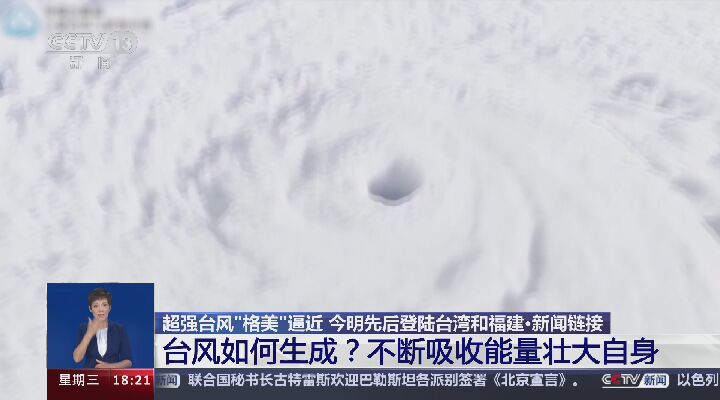 CCTV 13
新闻
超强台风"格美"逼近 今明先后登陆台湾和福建·新闻链接
台风如何生成？不断吸收能量壮大自身
星期三 18:21 新闻 联合国秘书长古特雷斯欢迎巴勒斯坦各派别签署《北京宣言》。 CCTV 新闻 以色列